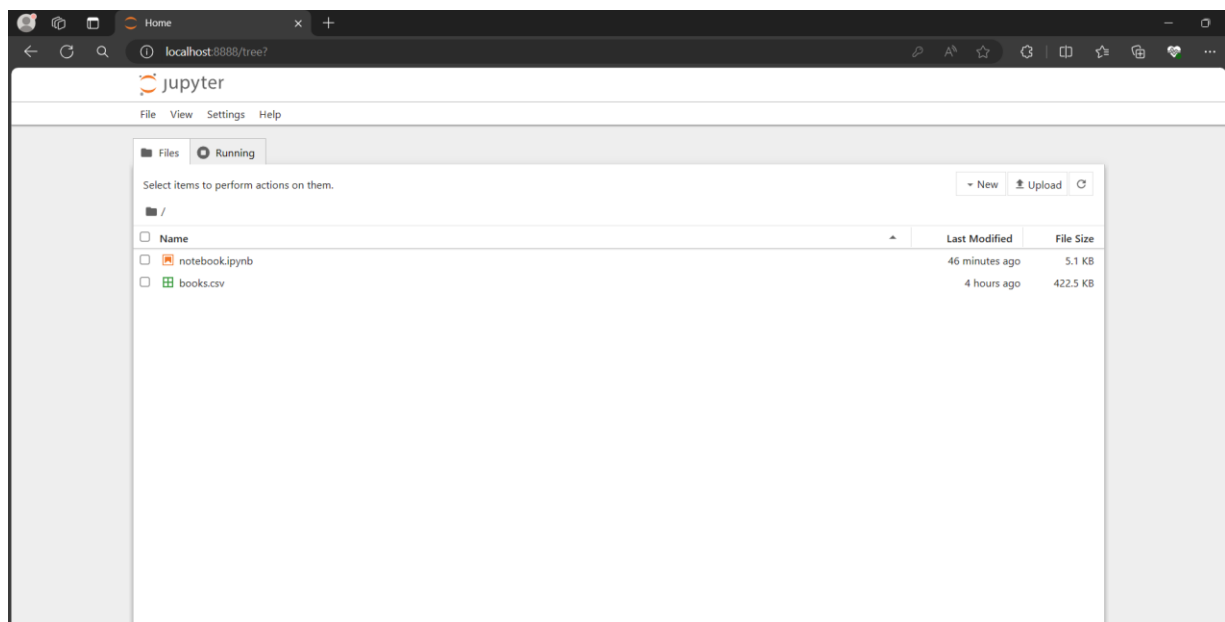 Home
localhost:8888/tree?
jupyter
File View Settings Help
Files Running
Select items to perform actions on them.
New Upload
/
Name Last Modified File Size
notebook.ipynb 46 minutes ago 5.1 KB
books.csv 4 hours ago 422.5 KB